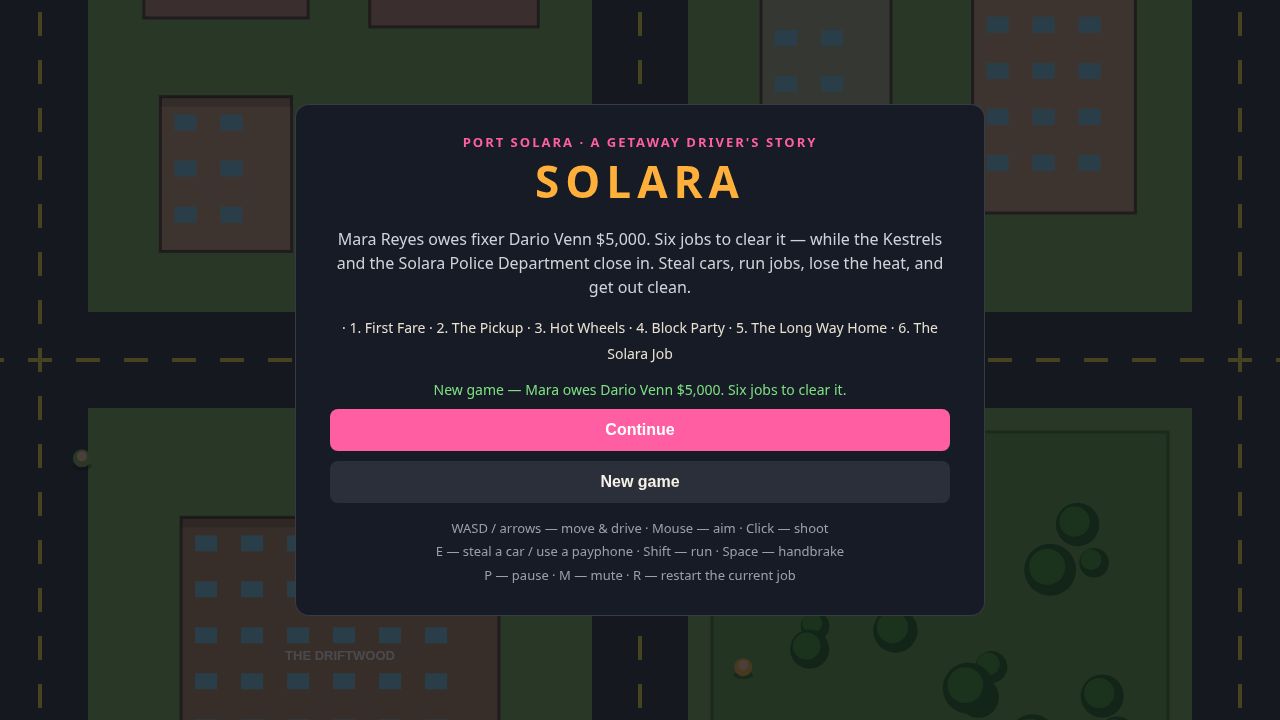 PORT SOLARA · A GETAWAY DRIVER'S STORY
SOLARA
Mara Reyes owes fixer Dario Venn $5,000. Six jobs to clear it — while the Kestrels
and the Solara Police Department close in. Steal cars, run jobs, lose the heat, and
get out clean.
· 1. First Fare · 2. The Pickup · 3. Hot Wheels · 4. Block Party · 5. The Long Way Home · 6. The
Solara Job
New game — Mara owes Dario Venn $5,000. Six jobs to clear it.
Continue
New game
WASD / arrows — move & drive · Mouse — aim · Click — shoot
E — steal a car / use a payphone · Shift — run · Space — handbrake
P — pause · M — mute · R — restart the current job
THE DRIFTWOOD